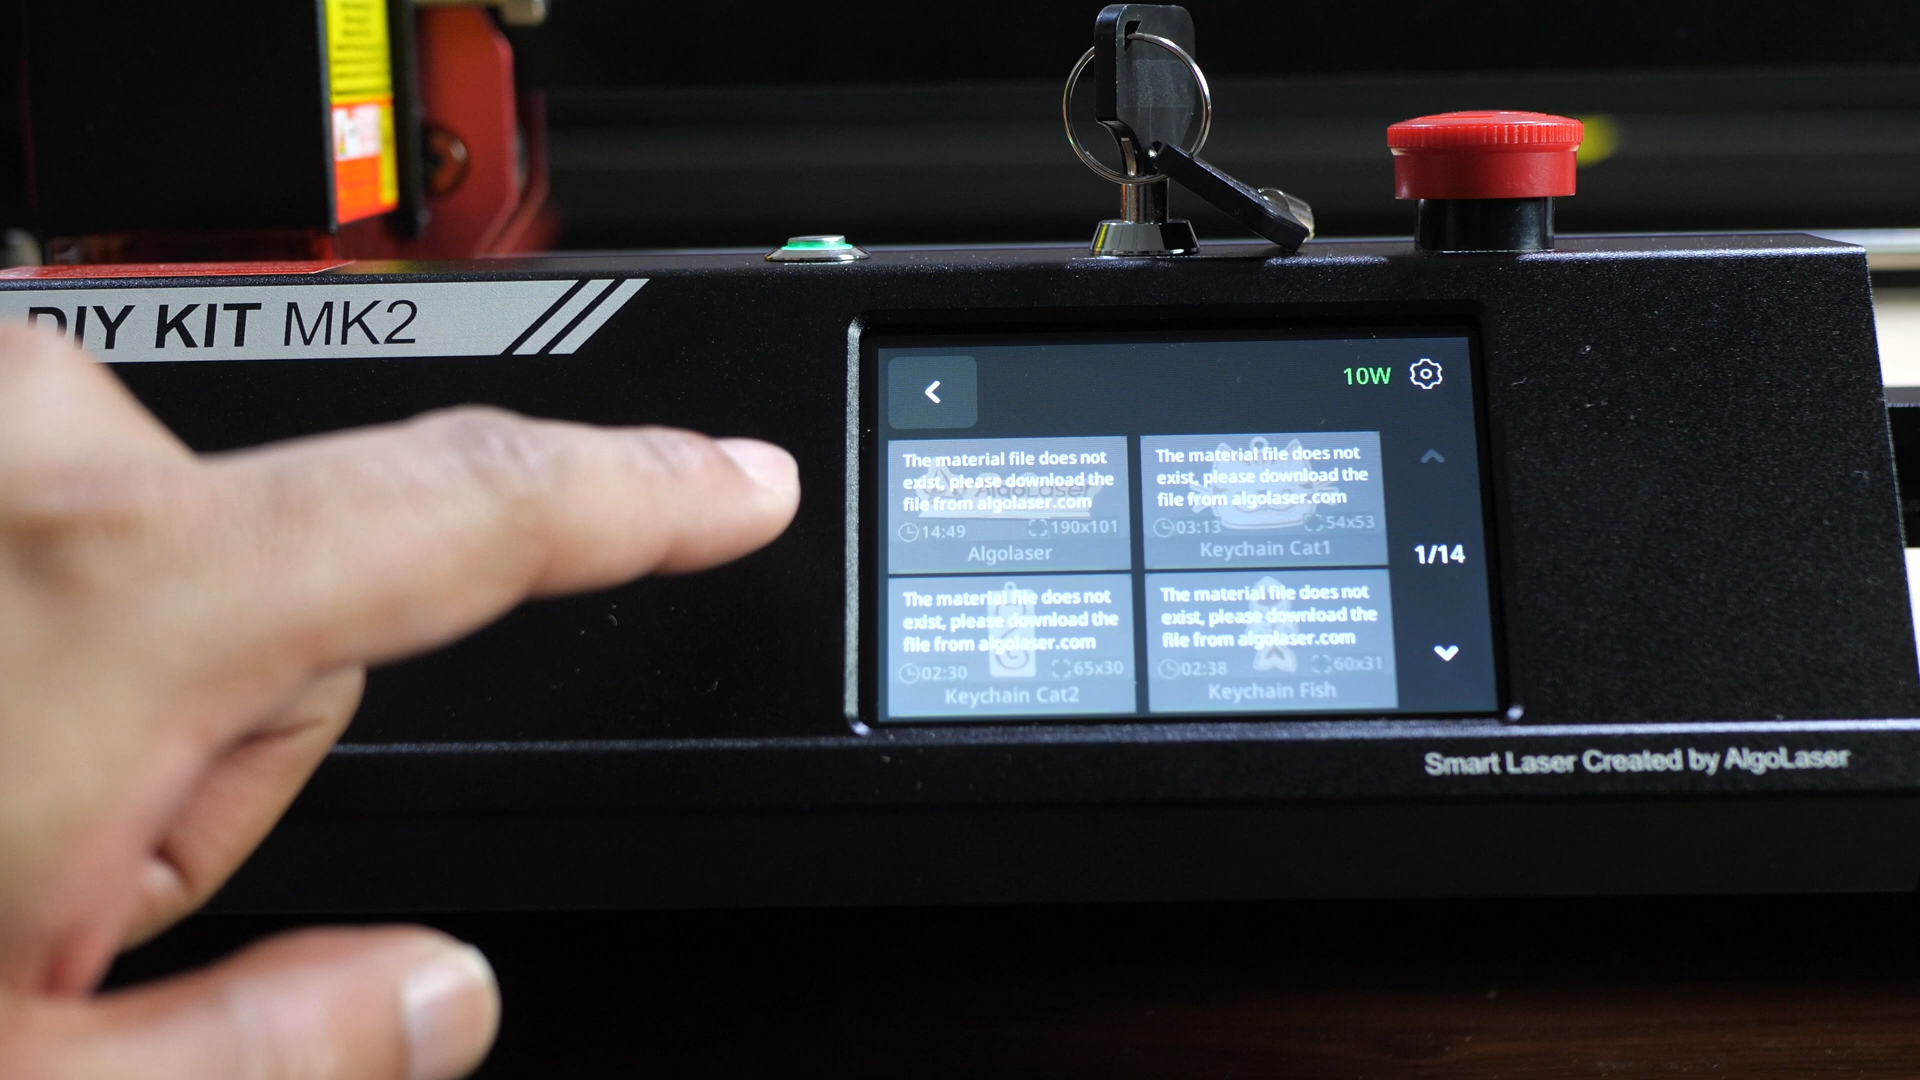 DIY KIT MK2
10W
The material file does not
exist, please download the
file from algolaser.com
14:49 190x101
Algolaser
The material file does not
exist, please download the
file from algolaser.com
03:13 54x53
Keychain Cat1
1/14
The material file does not
exist, please download the
file from algolaser.com
02:30 65x30
Keychain Cat2
The material file does not
exist, please download the
file from algolaser.com
02:38 60x31
Keychain Fish
Smart Laser Created by AlgoLaser